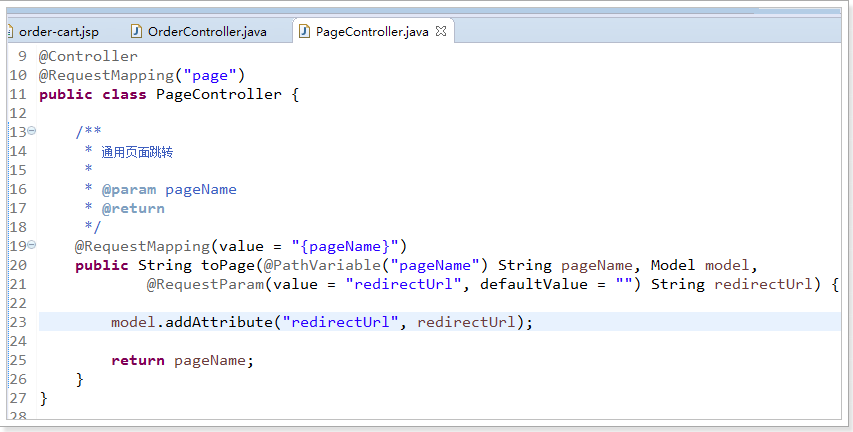 order-cart.jsp OrderController.java PageController.java
9 @Controller
10 @RequestMapping("page")
11 public class PageController {
12
13 /**
14 * 通用页面跳转
15 *
16 * @param pageName
17 * @return
18 */
19 @RequestMapping(value = "{pageName}")
20 public String toPage(@PathVariable("pageName") String pageName, Model model,
21 @RequestParam(value = "redirectUrl", defaultValue = "") String redirectUrl) {
22
23 model.addAttribute("redirectUrl", redirectUrl);
24
25 return pageName;
26 }
27 }
28